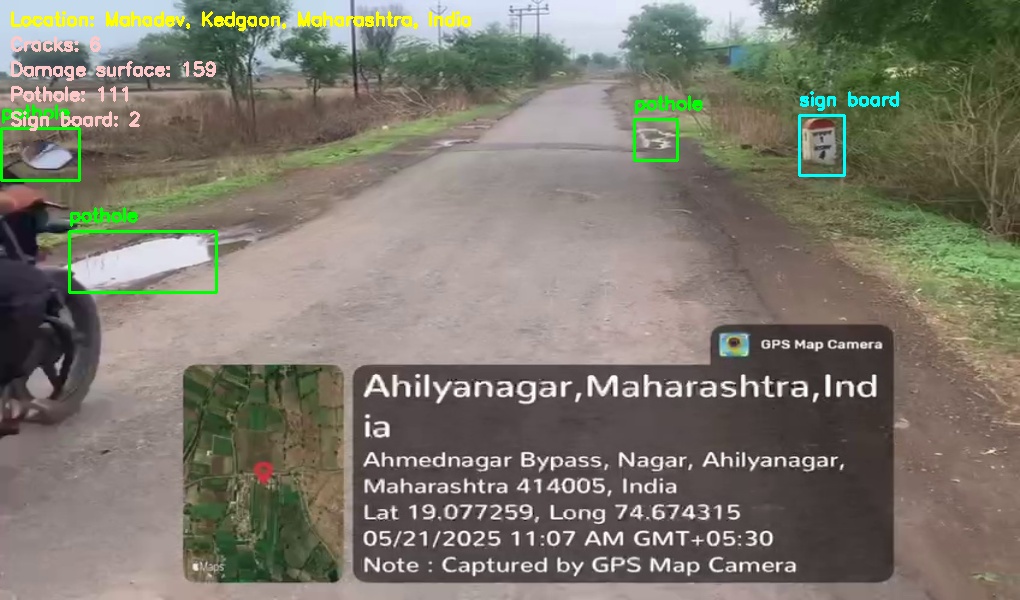 Location: Mahadev, Kedgaon, Maharashtra, India
Cracks: 6
Damage surface: 159
Pothole: 111
Sign board: 2
pothole
pothole
pothole
sign board
GPS Map Camera
Ahilyanagar,Maharashtra,Ind
ia
Ahmednagar Bypass, Nagar, Ahilyanagar,
Maharashtra 414005, India
Lat 19.077259, Long 74.674315
05/21/2025 11:07 AM GMT+05:30
Note : Captured by GPS Map Camera
Maps